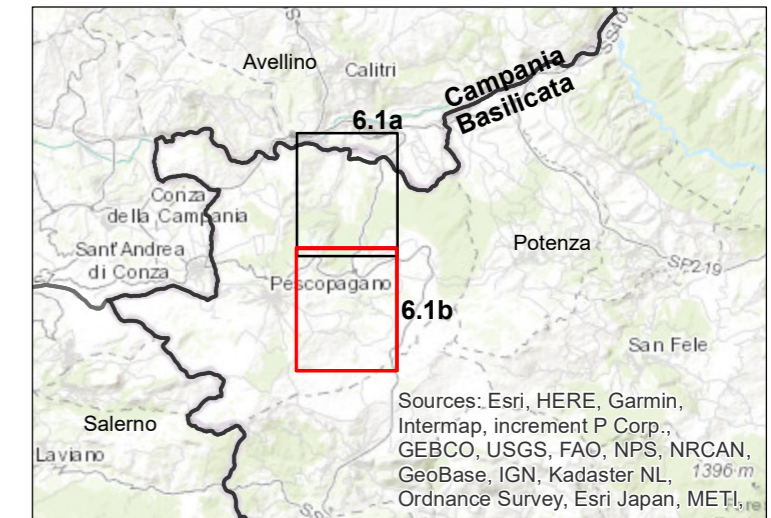 SS401
Avellino
Calitri
Campania
Basilicata
6.1a
Conza
della Campania
Potenza
Sant'Andrea
di Conza
SP219
Pescopagano
6.1b
San Fele
Salerno
Laviano
Sources: Esri, HERE, Garmin,
Intermap, increment P Corp.,
GEBCO, USGS, FAO, NPS, NRCAN,
GeoBase, IGN, Kadaster NL,
1396 m
Ordnance Survey, Esri Japan, METI,